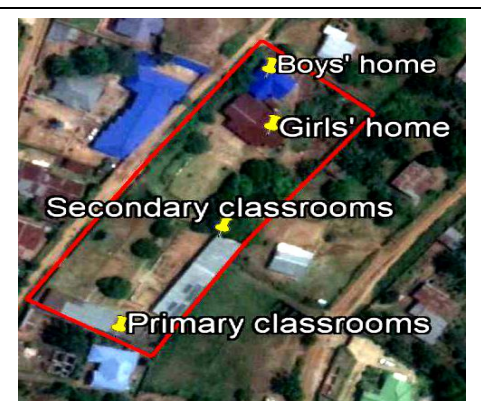 Boys' home
Girls' home
Secondary classrooms
Primary classrooms